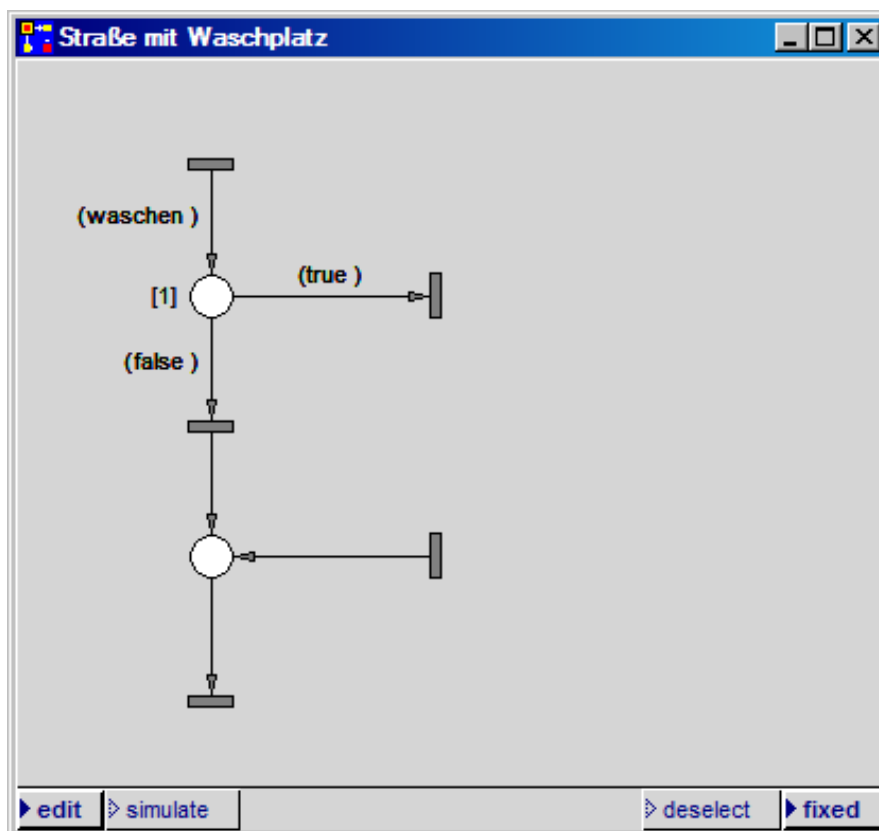 Straße mit Waschplatz
(waschen )
(true )
[1]
(false )
edit
simulate
deselect
fixed